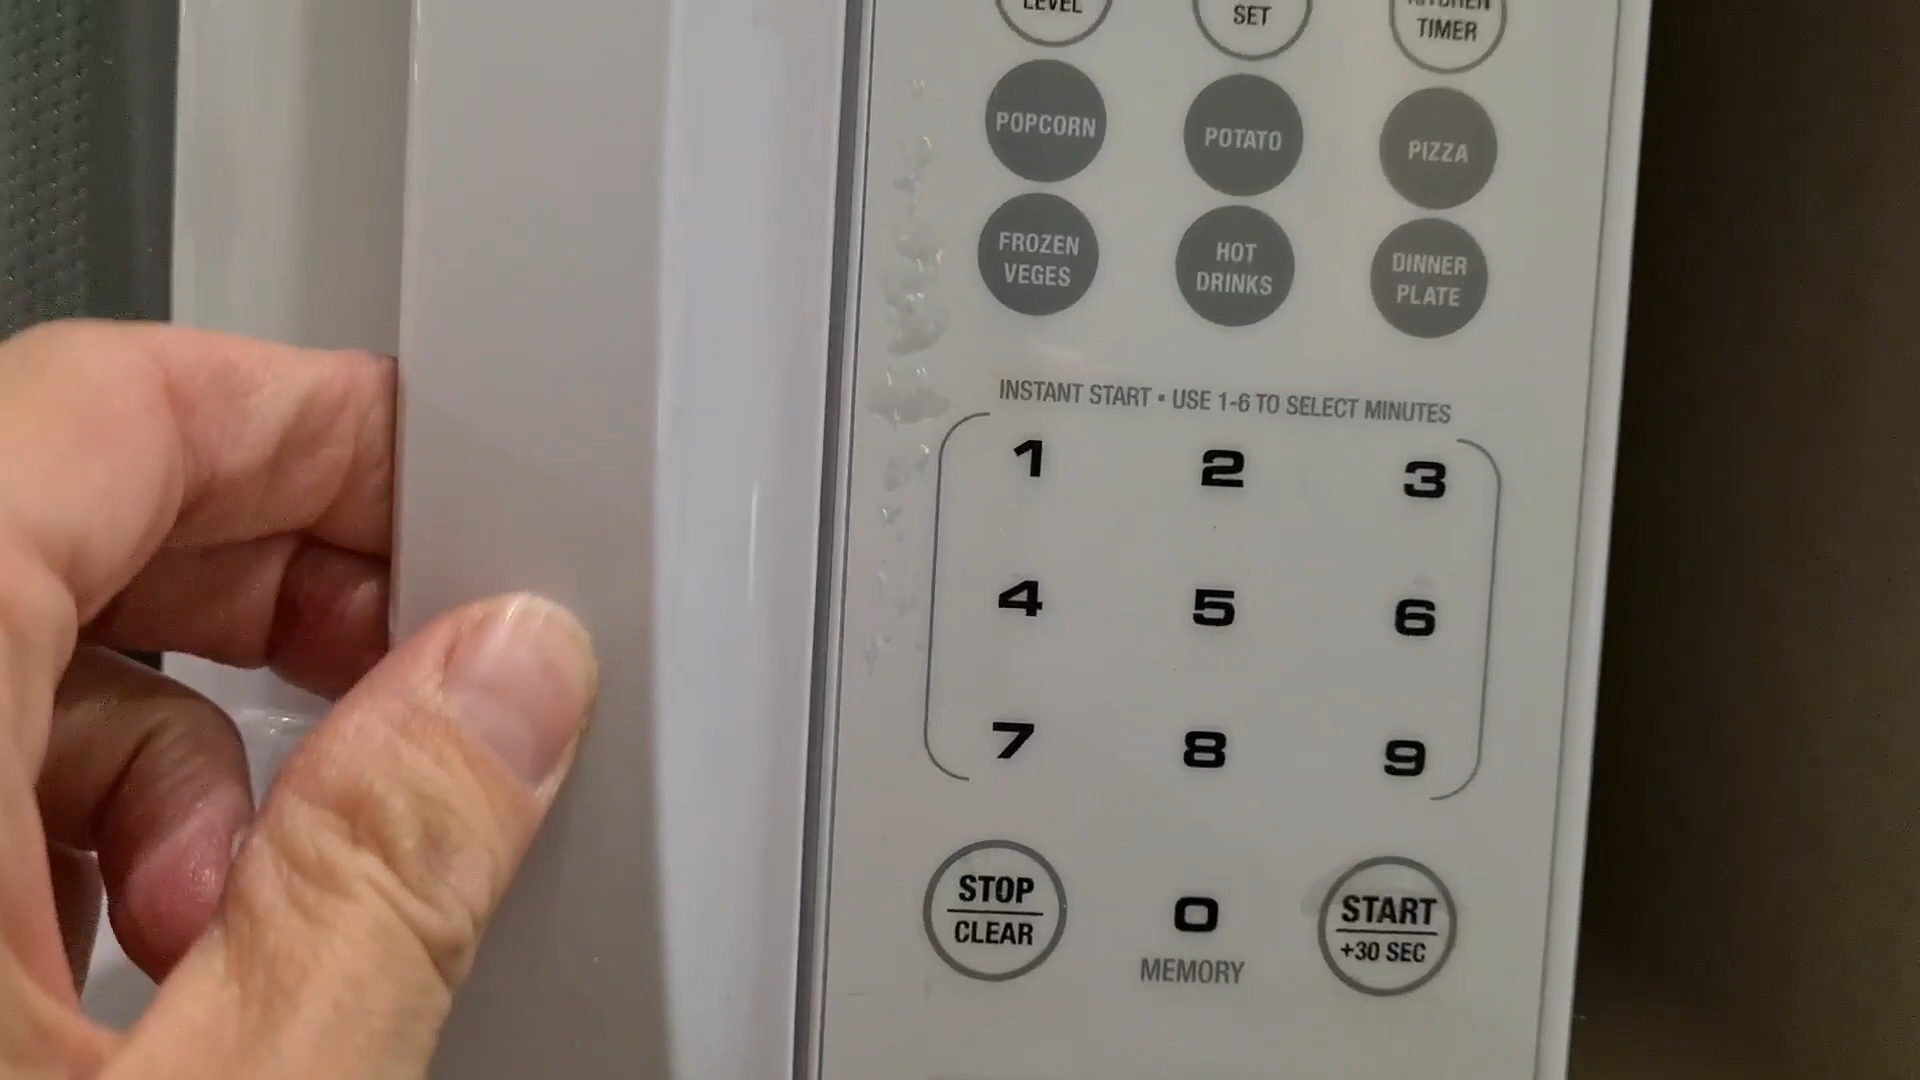 LEVEL
SET
KITCHEN
TIMER
POPCORN
POTATO
PIZZA
FROZEN
VEGES
HOT
DRINKS
DINNER
PLATE
INSTANT START • USE 1-6 TO SELECT MINUTES
1 2 3
4 5 6
7 8 9
STOP
CLEAR
0
MEMORY
START
+30 SEC